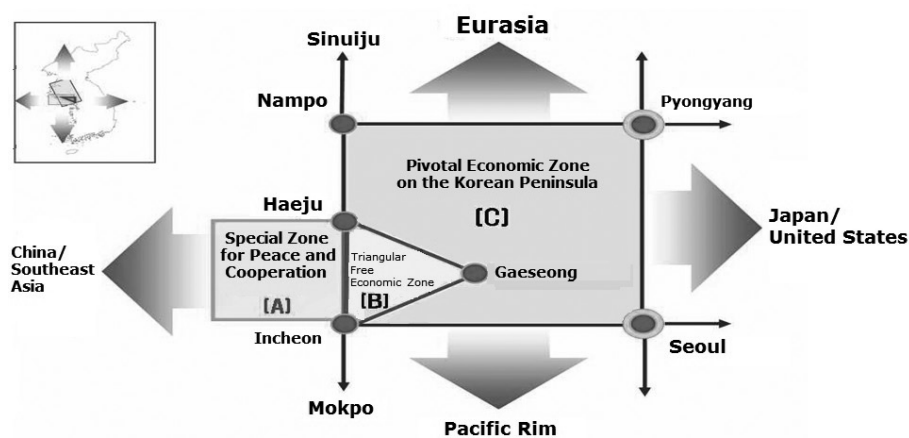 Eurasia
Sinuiju
Nampo
Pyongyang
Pivotal Economic Zone
on the Korean Peninsula
[C]
Haeju
Japan/
United States
China/
Southeast
Asia
Special Zone
for Peace and
Cooperation
[A]
Triangular
Free
Economic Zone
[B]
Gaeseong
Incheon
Seoul
Mokpo
Pacific Rim